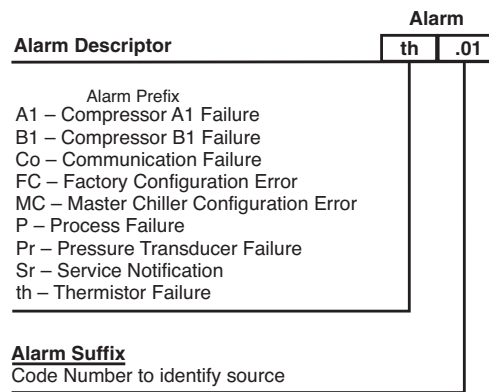 Alarm
Alarm Descriptor th .01
Alarm Prefix
A1 – Compressor A1 Failure
B1 – Compressor B1 Failure
Co – Communication Failure
FC – Factory Configuration Error
MC – Master Chiller Configuration Error
P – Process Failure
Pr – Pressure Transducer Failure
Sr – Service Notification
th – Thermistor Failure
Alarm Suffix
Code Number to identify source